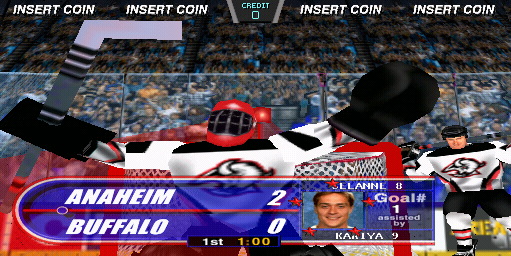 INSERT COIN INSERT COIN CREDIT 0 INSERT COIN INSERT COIN
SELANNE 8
ANAHEIM 2
Goal#
1
assisted
by
BUFFALO 0
KARIYA 9
1st 1:00